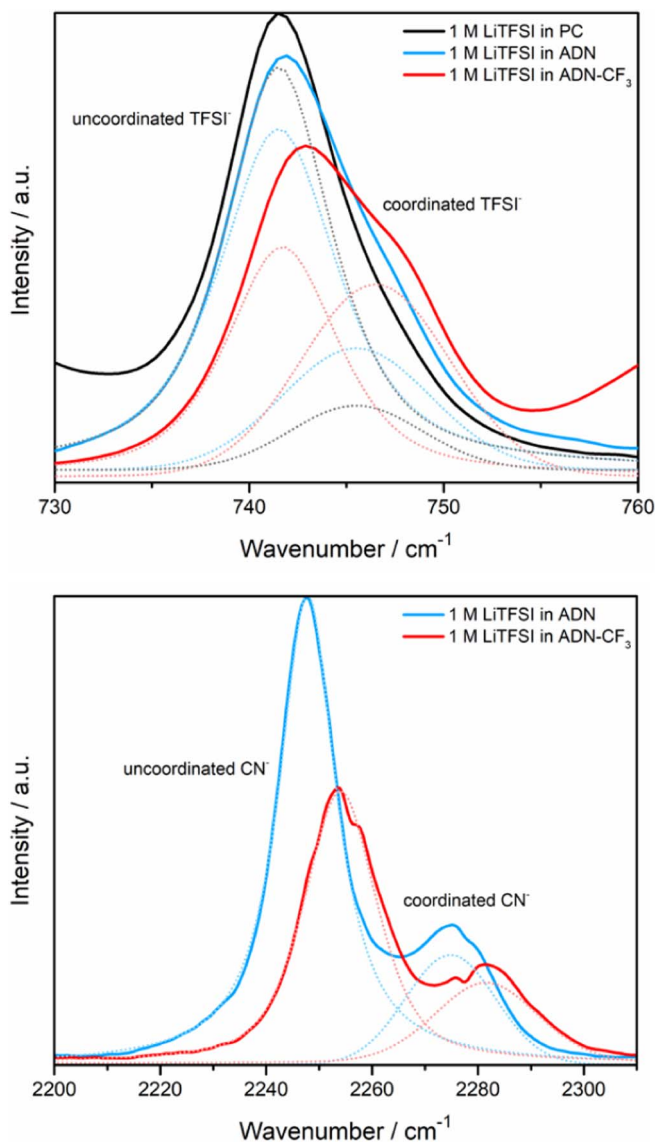 1 M LiTFSI in PC
1 M LiTFSI in ADN
1 M LiTFSI in ADN-CF₃
uncoordinated TFSI⁻
coordinated TFSI⁻
Intensity / a.u.
730 740 750 760
Wavenumber / cm⁻¹
1 M LiTFSI in ADN
1 M LiTFSI in ADN-CF₃
uncoordinated CN⁻
coordinated CN⁻
Intensity / a.u.
2200 2220 2240 2260 2280 2300
Wavenumber / cm⁻¹